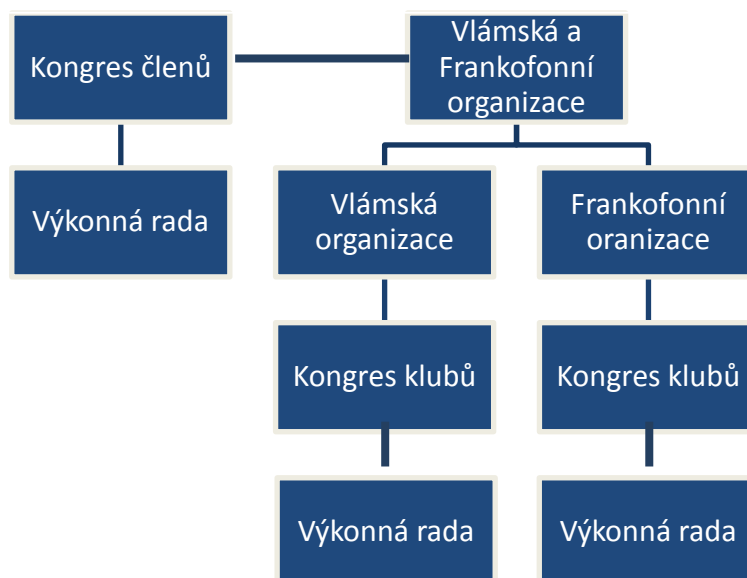 Kongres členů
Vlámská a
Frankofonní
organizace
Výkonná rada
Vlámská
organizace
Frankofonní
oranizace
Kongres klubů
Kongres klubů
Výkonná rada
Výkonná rada